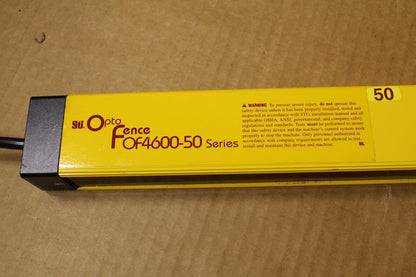 Sti. Opto
Fence
OF4600-50 Series
⚠ WARNING To prevent severe injury, do not operate this
safety device unless it has been properly installed, tested and
inspected in accordance with STI's installation manual and all
applicable OSHA, ANSI, governmental, and company safety
regulations and standards. Tests must be performed to insure
that this safety device and the machine's control system work
properly to stop the machine. Only personnel authorized in
accordance with company requirements are allowed to test,
install and maintain this device and machine.
50